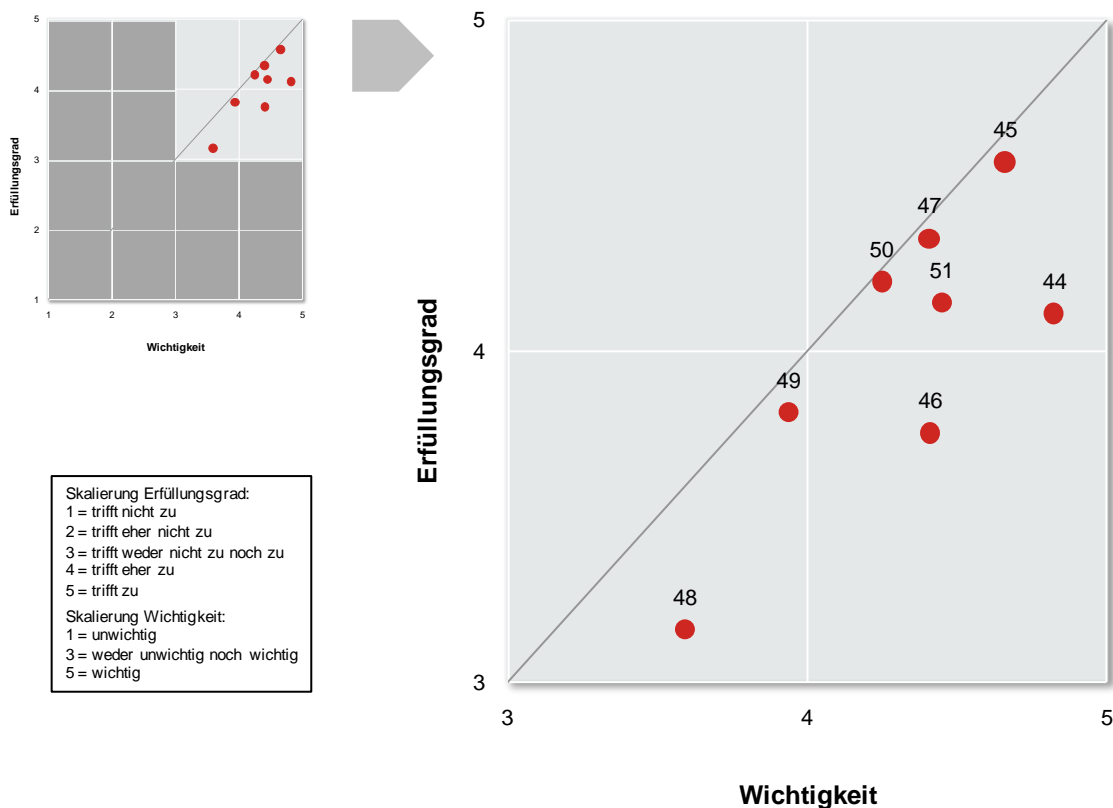 5
4
3
2
1
Erfüllungsgrad
1 2 3 4 5
Wichtigkeit
Skalierung Erfüllungsgrad:
1 = trifft nicht zu
2 = trifft eher nicht zu
3 = trifft weder nicht zu noch zu
4 = trifft eher zu
5 = trifft zu
Skalierung Wichtigkeit:
1 = unwichtig
3 = weder unwichtig noch wichtig
5 = wichtig
5
4
3
Erfüllungsgrad
45
47
50
51
44
49
46
48
3 4 5
Wichtigkeit